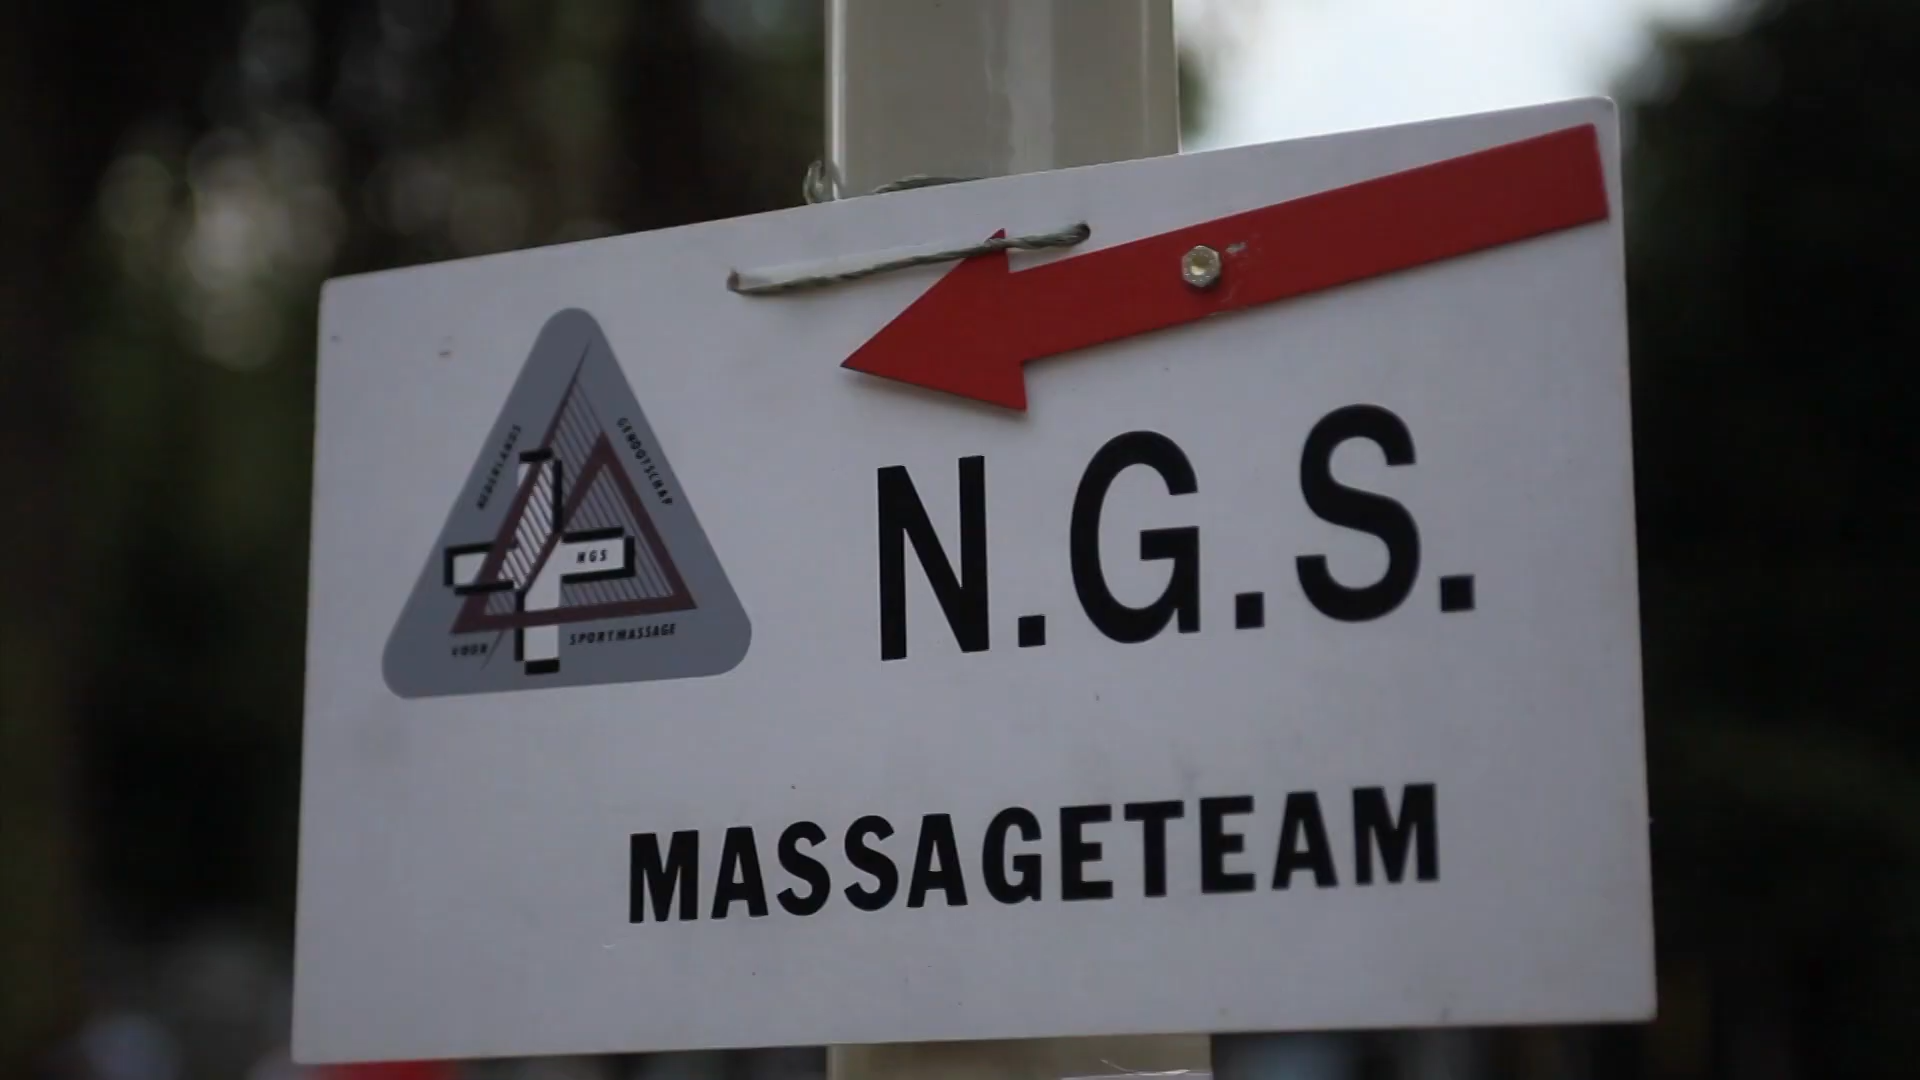 NEDERLANDS
GENOOTSCHAP
NGS
VOOR
SPORTMASSAGE
N.G.S.
MASSAGETEAM